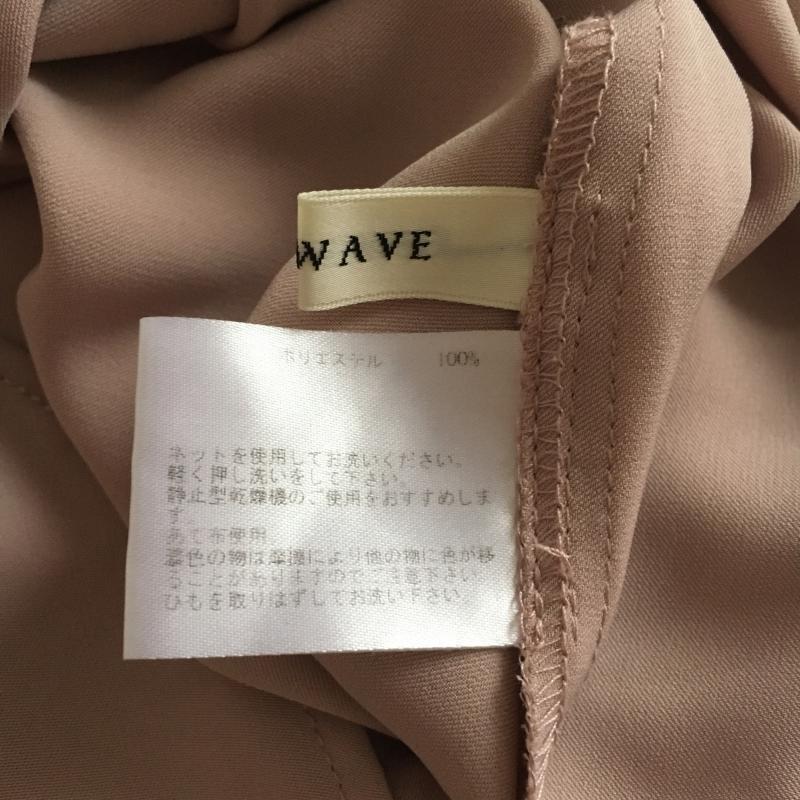 WAVE
ポリエステル 100%
ネットを使用してお洗いください。
軽く押し洗いをして下さい。
静止型乾燥機のご使用をおすすめしま
す。
あて布使用。
濃色の物は摩擦により他の物に色が移
ることがありますのでご注意下さい。
ひもを取りはずしてお洗い下さい。